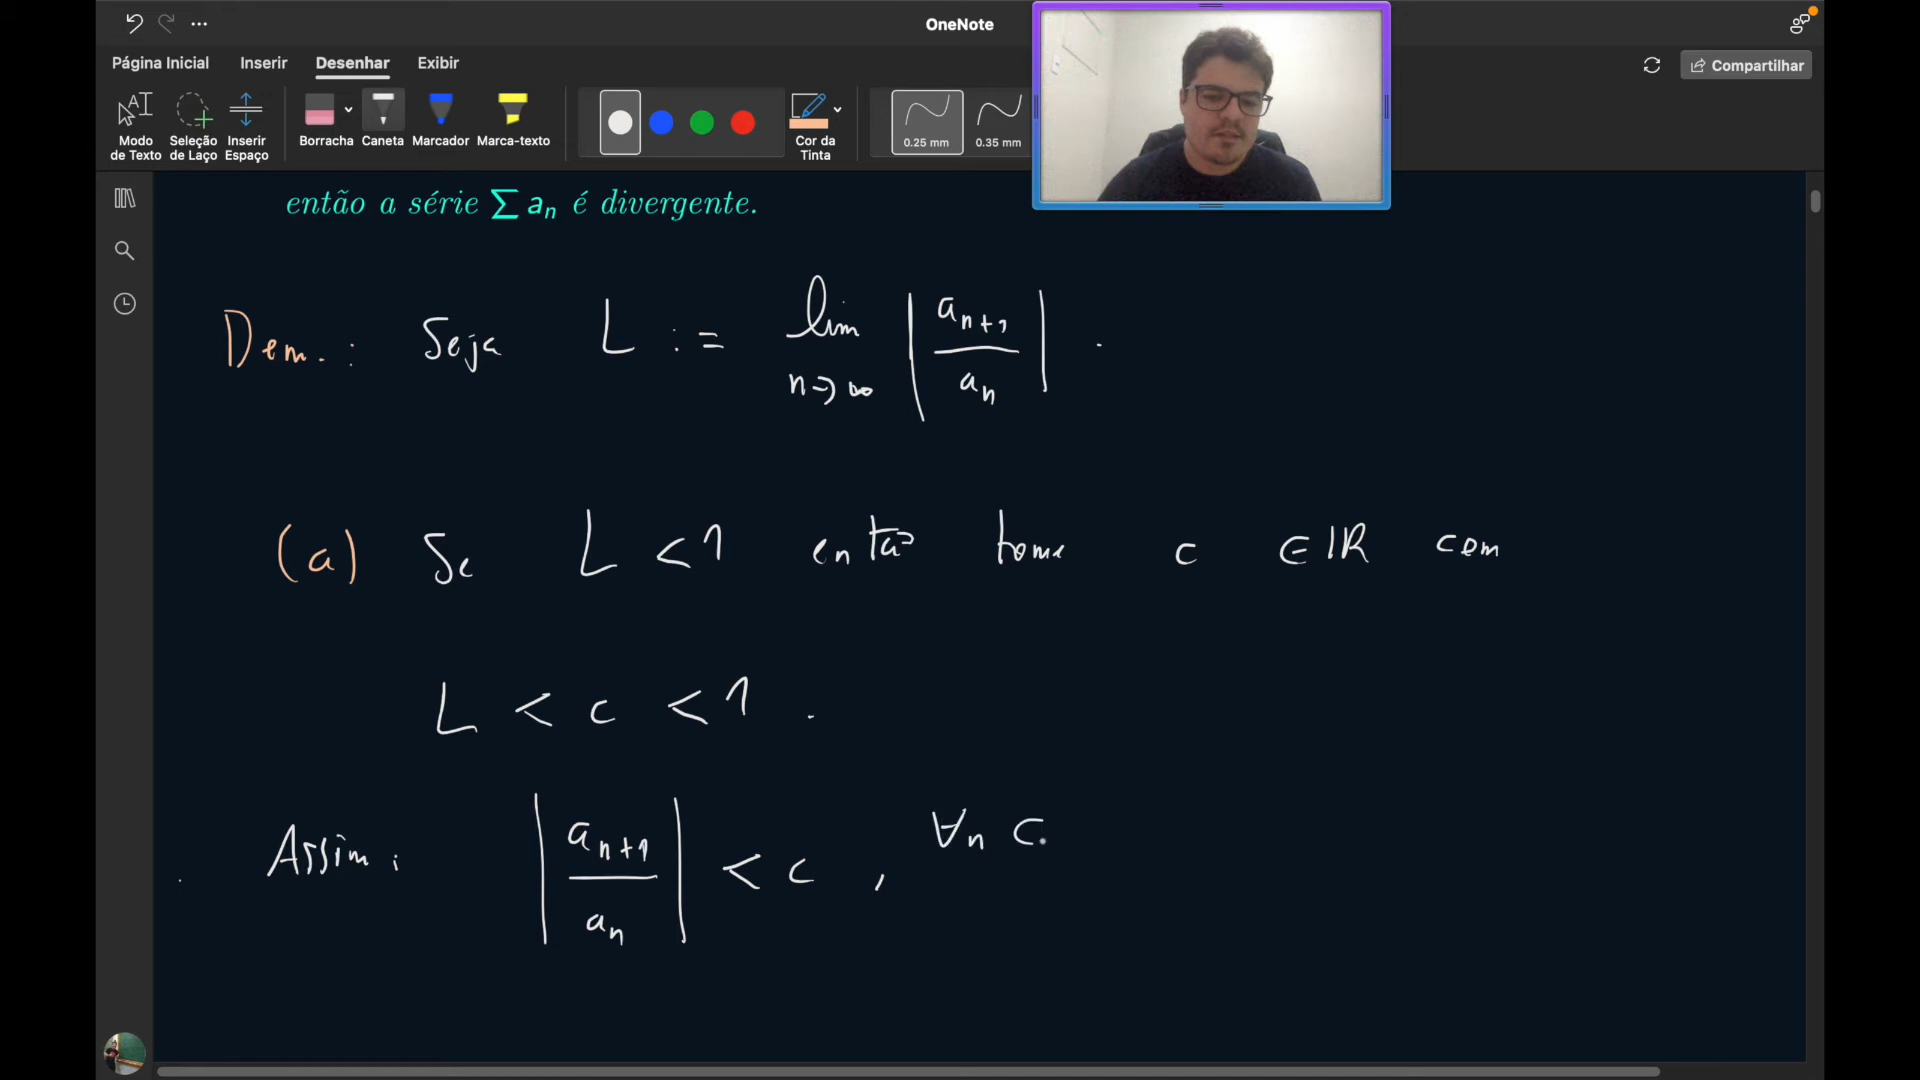 OneNote
Página Inicial Inserir Desenhar Exibir
Compartilhar
Modo de Texto
Seleção de Laço
Inserir Espaço
Borracha
Caneta
Marcador
Marca-texto
Cor da Tinta
0.25 mm
0.35 mm
então a série ∑ aₙ é divergente.
Dem.: Seja L := lim n→∞ | aₙ₊₁ / aₙ | .
(a) Se L < 1 então tome c ∈ IR com
L < c < 1 .
Assim: | aₙ₊₁ / aₙ | < c , ∀n